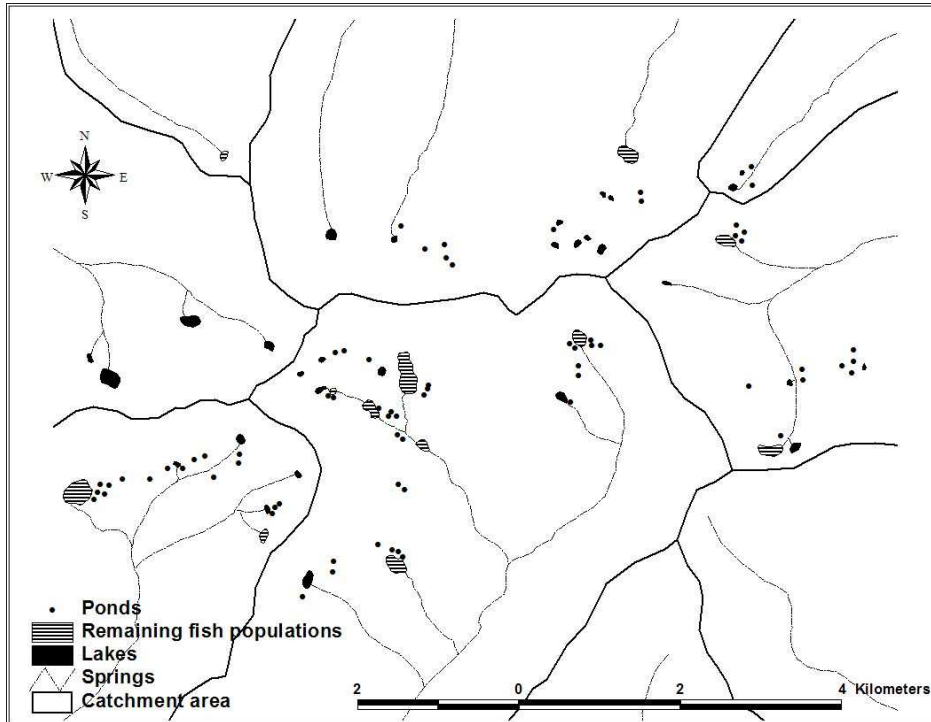 N
W E
S
Ponds
Remaining fish populations
Lakes
Springs
Catchment area
2 0 2 4 Kilometers